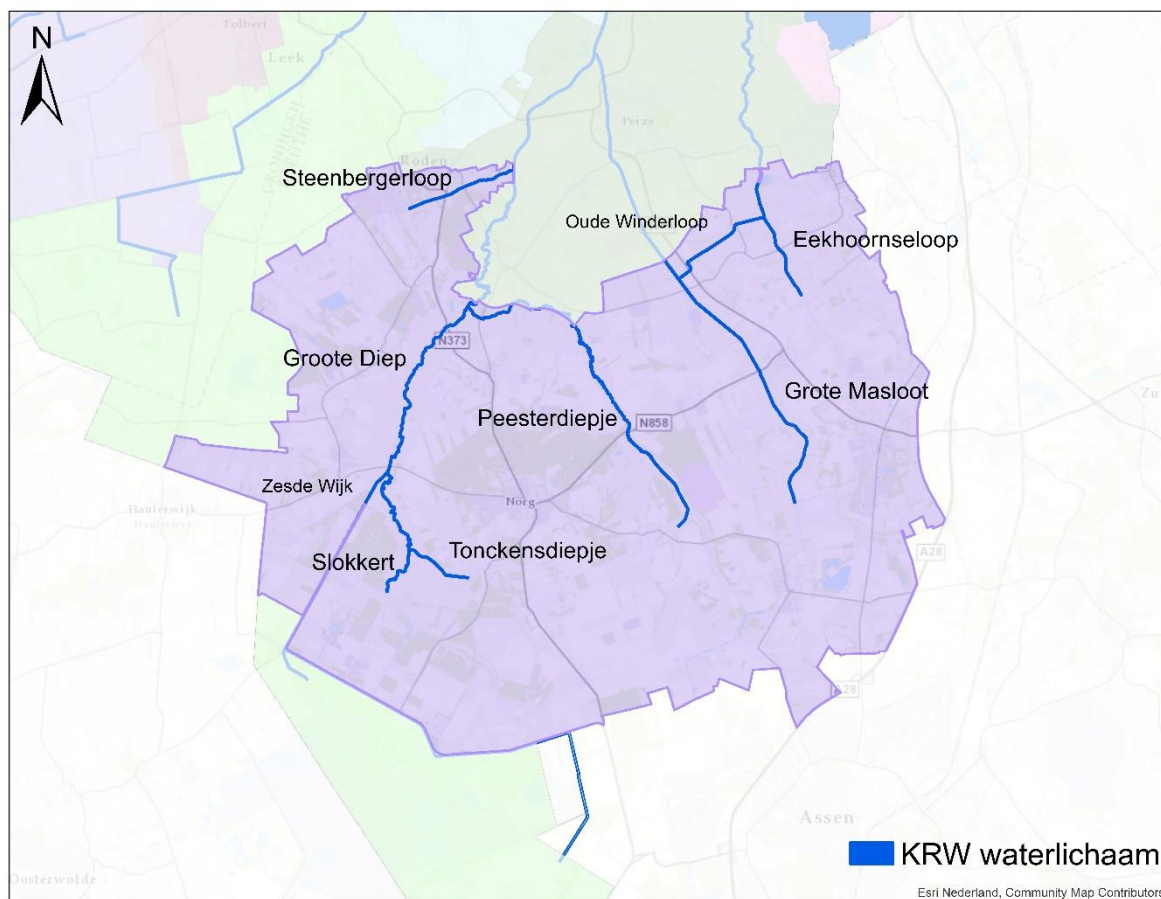 N
Tolbert
Leek
Peize
Roden
Steenbergerloop
Oude Winderloop
Eekhoornseloop
N373
Groote Diep
Grote Masloot
Peesterdiepje
N858
Zu
Zesde Wijk
Norg
Haulerwijk
Haulerwijk
Slokkert
Tonckensdiepje
A28
A28
Assen
KRW waterlichaam
Oosterwolde
Esri Nederland, Community Map Contributors